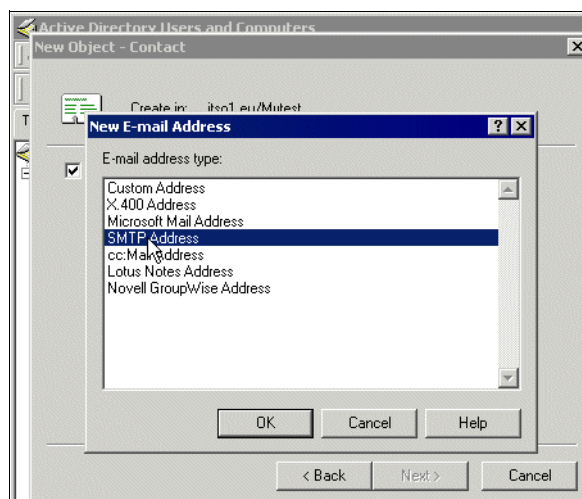 Active Directory Users and Computers
New Object - Contact
Create in: itso1.eu/Mutest
New E-mail Address
E-mail address type:
Custom Address
X.400 Address
Microsoft Mail Address
SMTP Address
cc:Mail Address
Lotus Notes Address
Novell GroupWise Address
OK Cancel Help
< Back Next > Cancel